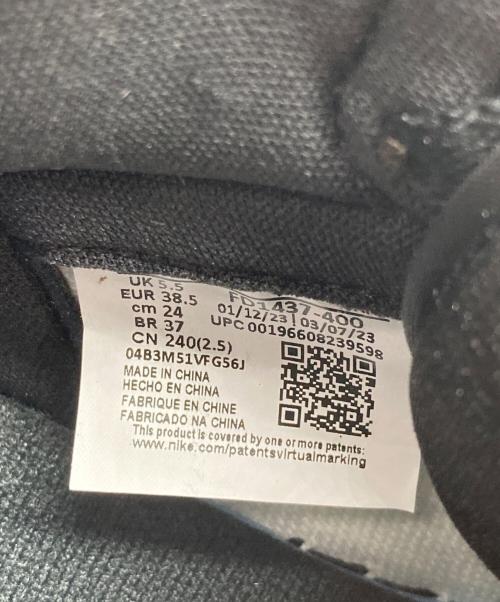 UK 5.5
FD1437-400
EUR 38.5
01/12/23 | 03/07/23
cm 24
UPC 00196608239598
BR 37
CN 240(2.5)
04B3M51VFG56J
MADE IN CHINA
HECHO EN CHINA
FABRIQUE EN CHINE
FABRICADO NA CHINA
This product is covered by one or more patents:
www.nike.com/patentsvirtualmarking